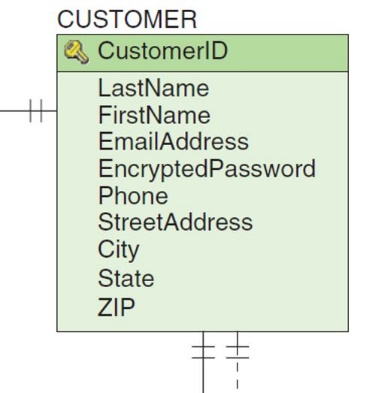 CUSTOMER
CustomerID
LastName
FirstName
EmailAddress
EncryptedPassword
Phone
StreetAddress
City
State
ZIP